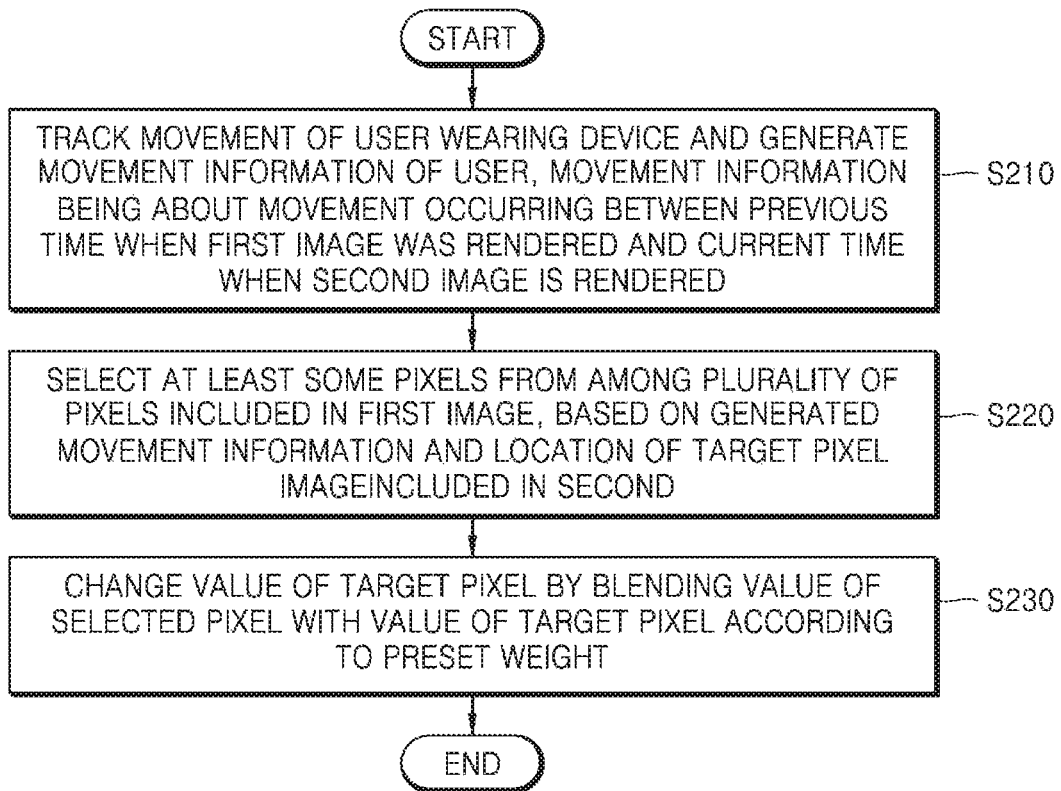 START
TRACK MOVEMENT OF USER WEARING DEVICE AND GENERATE
MOVEMENT INFORMATION OF USER, MOVEMENT INFORMATION
BEING ABOUT MOVEMENT OCCURRING BETWEEN PREVIOUS
TIME WHEN FIRST IMAGE WAS RENDERED AND CURRENT TIME
WHEN SECOND IMAGE IS RENDERED
S210
SELECT AT LEAST SOME PIXELS FROM AMONG PLURALITY OF
PIXELS INCLUDED IN FIRST IMAGE, BASED ON GENERATED
MOVEMENT INFORMATION AND LOCATION OF TARGET PIXEL
IMAGEINCLUDED IN SECOND
S220
CHANGE VALUE OF TARGET PIXEL BY BLENDING VALUE OF
SELECTED PIXEL WITH VALUE OF TARGET PIXEL ACCORDING
TO PRESET WEIGHT
S230
END